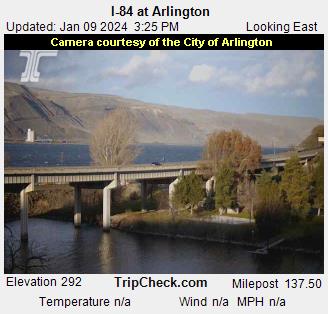 I-84 at Arlington
Updated: Jan 09 2024 3:25 PM Looking East
Camera courtesy of the City of Arlington
Elevation 292 TripCheck.com Milepost 137.50
Temperature n/a Wind n/a MPH n/a